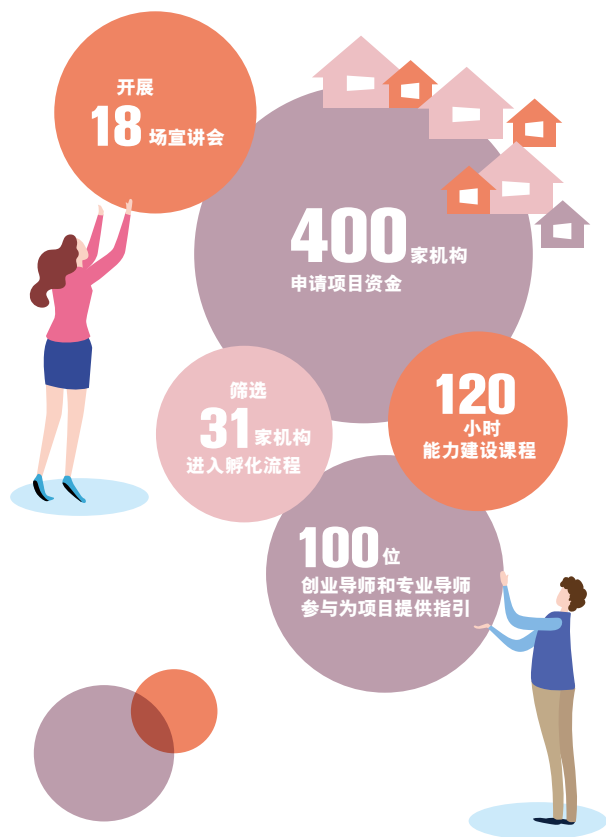 开展
18 场宣讲会
400 家机构
申请项目资金
筛选
31 家机构
进入孵化流程
120
小时
能力建设课程
100 位
创业导师和专业导师
参与为项目提供指引